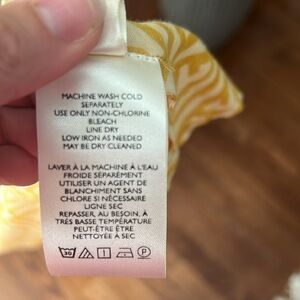 MACHINE WASH COLD
SEPARATELY
USE ONLY NON-CHLORINE
BLEACH
LINE DRY
LOW IRON AS NEEDED
MAY BE DRY CLEANED
LAVER À LA MACHINE À L'EAU
FROIDE SÉPARÉMENT
UTILISER UN AGENT DE
BLANCHIMENT SANS
CHLORE SI NÉCESSAIRE
LIGNE SEC
REPASSER, AU BESOIN, À
TRÈS BASSE TEMPÉRATURE
PEUT-ÊTRE ÊTRE
NETTOYÉE À SEC
30 P